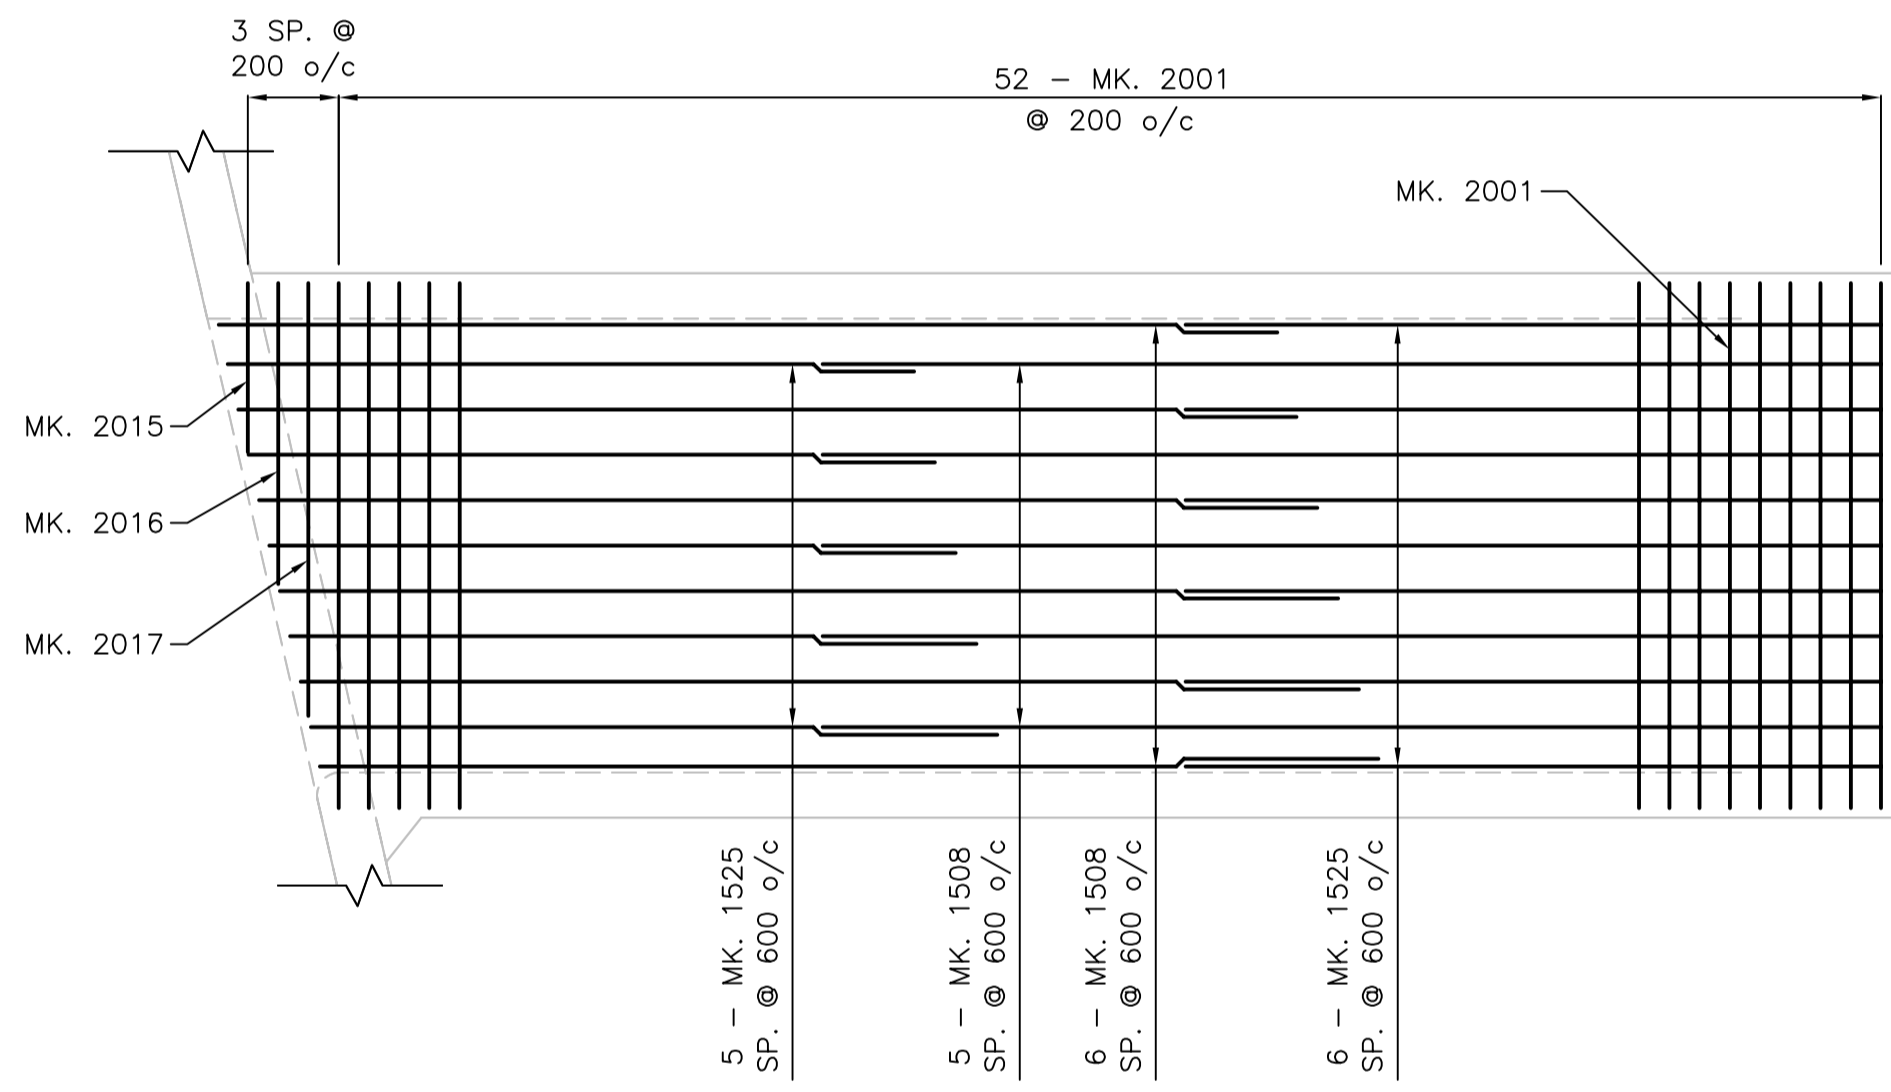 3 SP. @
200 o/c
52 – MK. 2001
@ 200 o/c
MK. 2001
MK. 2015
MK. 2016
MK. 2017
5 – MK. 1525
SP. @ 600 o/c
5 – MK. 1508
SP. @ 600 o/c
6 – MK. 1508
SP. @ 600 o/c
6 – MK. 1525
SP. @ 600 o/c